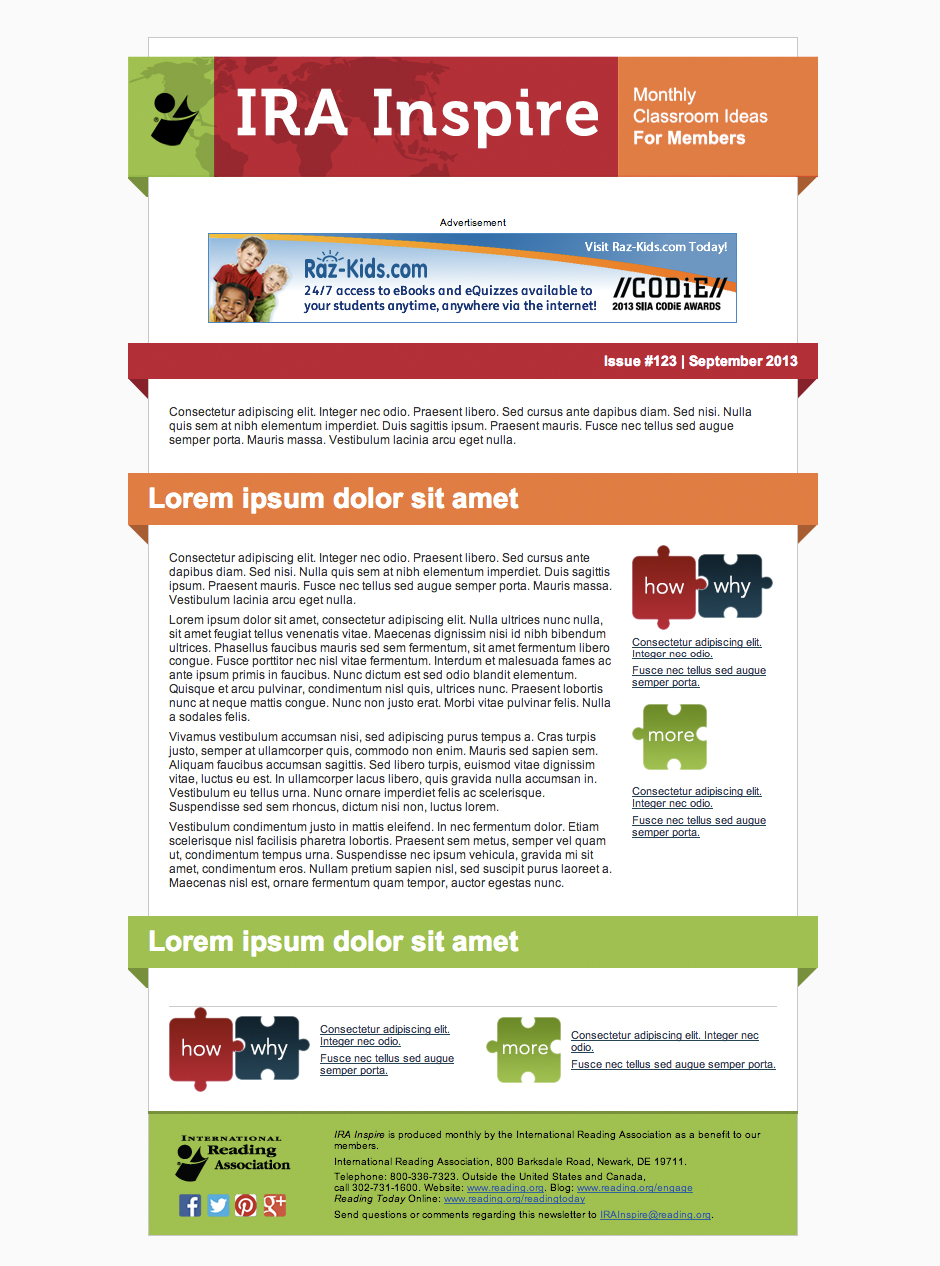 IRA Inspire
Monthly
Classroom Ideas
For Members
Advertisement
Visit Raz-Kids.com Today!
Raz-Kids.com
24/7 access to eBooks and eQuizzes available to
your students anytime, anywhere via the internet!
//CODiE//
2013 SIIA CODiE AWARDS
Issue #123 | September 2013
Consectetur adipiscing elit. Integer nec odio. Praesent libero. Sed cursus ante dapibus diam. Sed nisi. Nulla
quis sem at nibh elementum imperdiet. Duis sagittis ipsum. Praesent mauris. Fusce nec tellus sed augue
semper porta. Mauris massa. Vestibulum lacinia arcu eget nulla.
Lorem ipsum dolor sit amet
Consectetur adipiscing elit. Integer nec odio. Praesent libero. Sed cursus ante
dapibus diam. Sed nisi. Nulla quis sem at nibh elementum imperdiet. Duis sagittis
ipsum. Praesent mauris. Fusce nec tellus sed augue semper porta. Mauris massa.
Vestibulum lacinia arcu eget nulla.
Lorem ipsum dolor sit amet, consectetur adipiscing elit. Nulla ultrices nunc nulla,
sit amet feugiat tellus venenatis vitae. Maecenas dignissim nisi id nibh bibendum
ultrices. Phasellus faucibus mauris sed sem fermentum, sit amet fermentum libero
congue. Fusce porttitor nec nisl vitae fermentum. Interdum et malesuada fames ac
ante ipsum primis in faucibus. Nunc dictum est sed odio blandit elementum.
Quisque et arcu pulvinar, condimentum nisl quis, ultrices nunc. Praesent lobortis
nunc at neque mattis congue. Nunc non justo erat. Morbi vitae pulvinar felis. Nulla
a sodales felis.
Vivamus vestibulum accumsan nisi, sed adipiscing purus tempus a. Cras turpis
justo, semper at ullamcorper quis, commodo non enim. Mauris sed sapien sem.
Aliquam faucibus accumsan sagittis. Sed libero turpis, euismod vitae dignissim
vitae, luctus eu est. In ullamcorper lacus libero, quis gravida nulla accumsan in.
Vestibulum eu tellus urna. Nunc ornare imperdiet felis ac scelerisque.
Suspendisse sed sem rhoncus, dictum nisi non, luctus lorem.
Vestibulum condimentum justo in mattis eleifend. In nec fermentum dolor. Etiam
scelerisque nisl facilisis pharetra lobortis. Praesent sem metus, semper vel quam
ut, condimentum tempus urna. Suspendisse nec ipsum vehicula, gravida mi sit
amet, condimentum eros. Nullam pretium sapien nisl, sed suscipit purus laoreet a.
Maecenas nisl est, ornare fermentum quam tempor, auctor egestas nunc.
how why
Consectetur adipiscing elit.
Integer nec odio.
Fusce nec tellus sed augue
semper porta.
more
Consectetur adipiscing elit.
Integer nec odio.
Fusce nec tellus sed augue
semper porta.
Lorem ipsum dolor sit amet
how why
Consectetur adipiscing elit.
Integer nec odio.
Fusce nec tellus sed augue
semper porta.
more
Consectetur adipiscing elit. Integer nec
odio.
Fusce nec tellus sed augue semper porta.
INTERNATIONAL
Reading
Association
IRA Inspire is produced monthly by the International Reading Association as a benefit to our
members.
International Reading Association, 800 Barksdale Road, Newark, DE 19711.
Telephone: 800-336-7323. Outside the United States and Canada,
call 302-731-1600. Website: www.reading.org. Blog: www.reading.org/engage
Reading Today Online: www.reading.org/readingtoday
Send questions or comments regarding this newsletter to IRAInspire@reading.org.